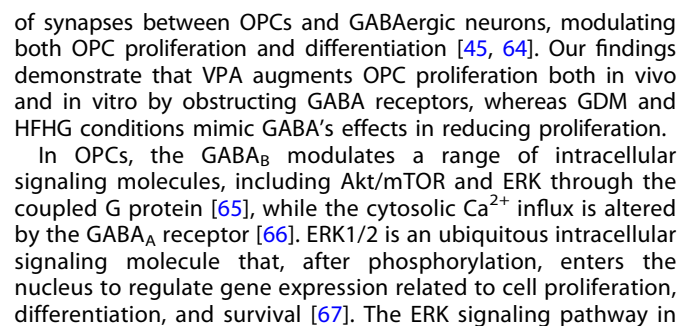 of synapses between OPCs and GABAergic neurons, modulating
both OPC proliferation and differentiation [45, 64]. Our findings
demonstrate that VPA augments OPC proliferation both in vivo
and in vitro by obstructing GABA receptors, whereas GDM and
HFHG conditions mimic GABA's effects in reducing proliferation.
In OPCs, the GABA_B modulates a range of intracellular
signaling molecules, including Akt/mTOR and ERK through the
coupled G protein [65], while the cytosolic Ca²⁺ influx is altered
by the GABA_A receptor [66]. ERK1/2 is an ubiquitous intracellular
signaling molecule that, after phosphorylation, enters the
nucleus to regulate gene expression related to cell proliferation,
differentiation, and survival [67]. The ERK signaling pathway in